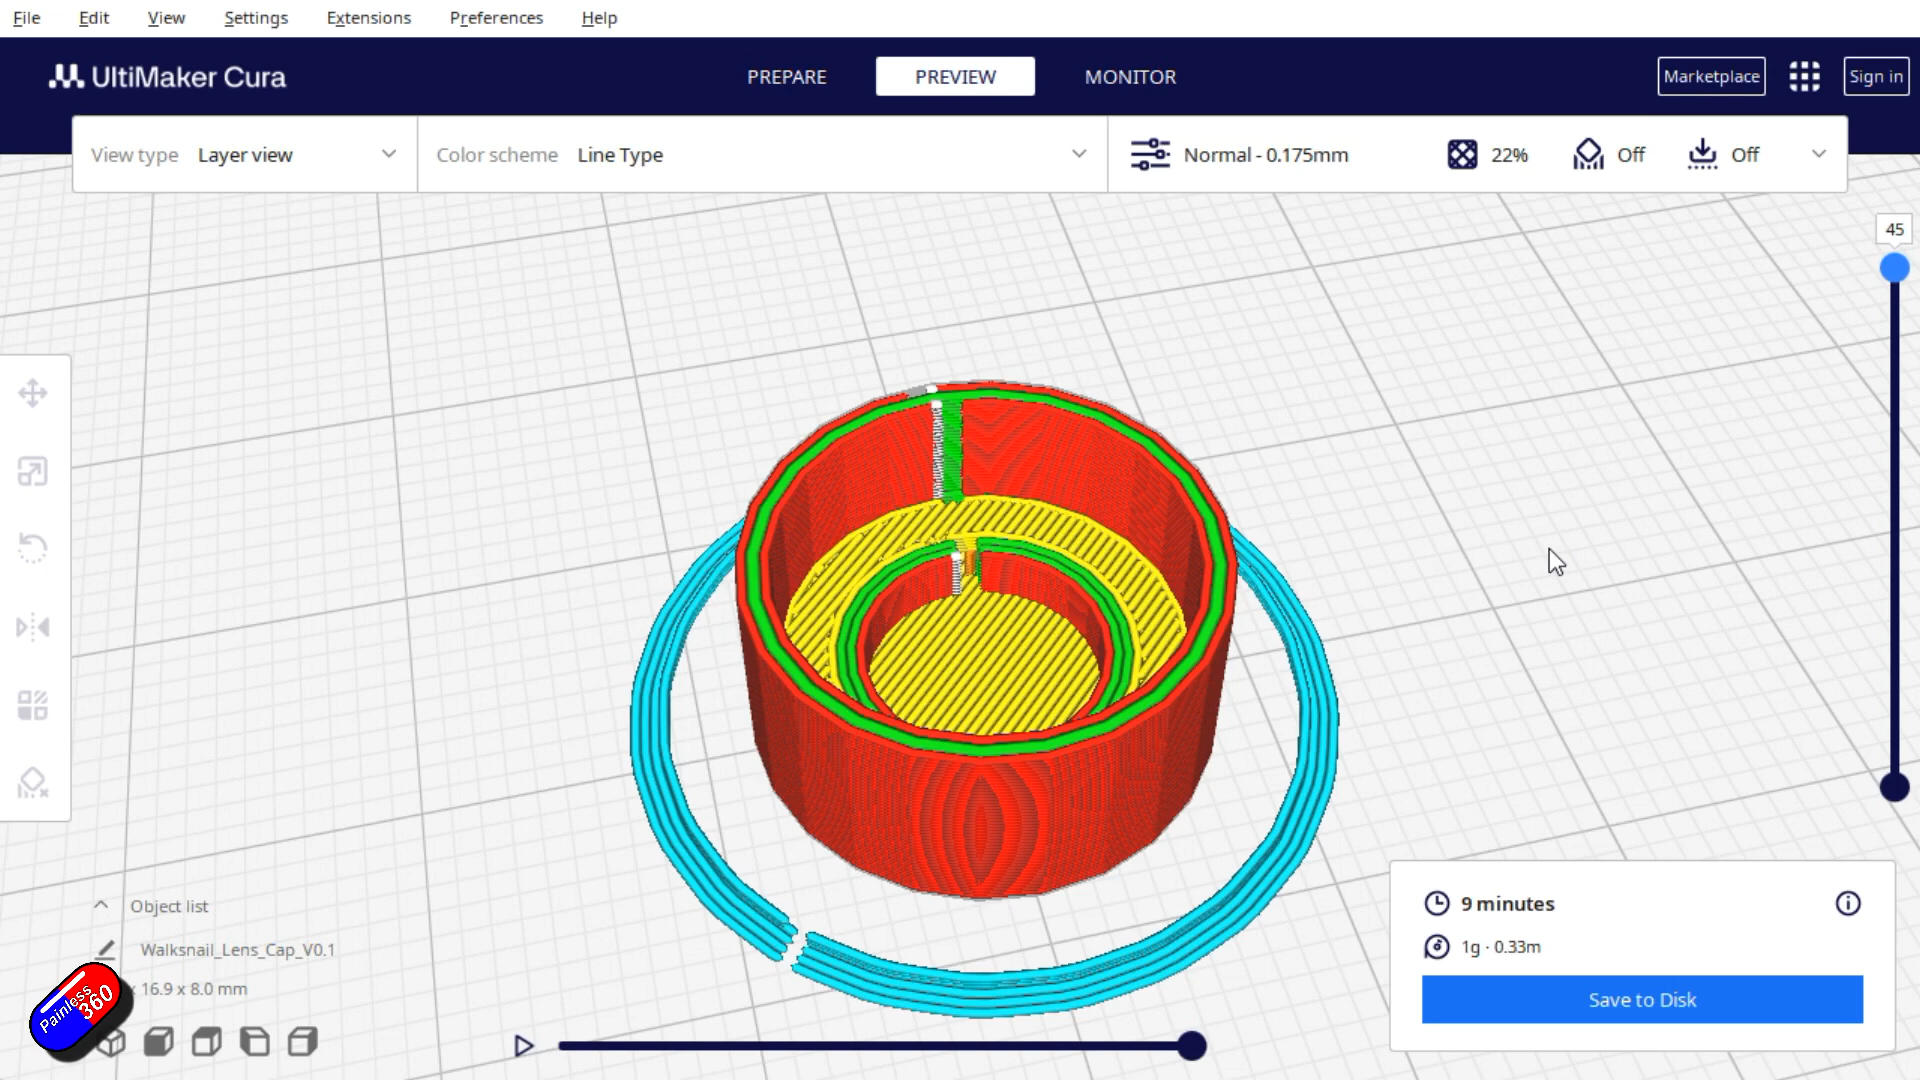 File Edit View Settings Extensions Preferences Help
UltiMaker Cura
PREPARE PREVIEW MONITOR
Marketplace Sign in
View type Layer view Color scheme Line Type Normal - 0.175mm 22% Off Off
45
Object list
Walksnail_Lens_Cap_V0.1
x 16.9 x 8.0 mm
Painless
360
9 minutes
1g · 0.33m
Save to Disk